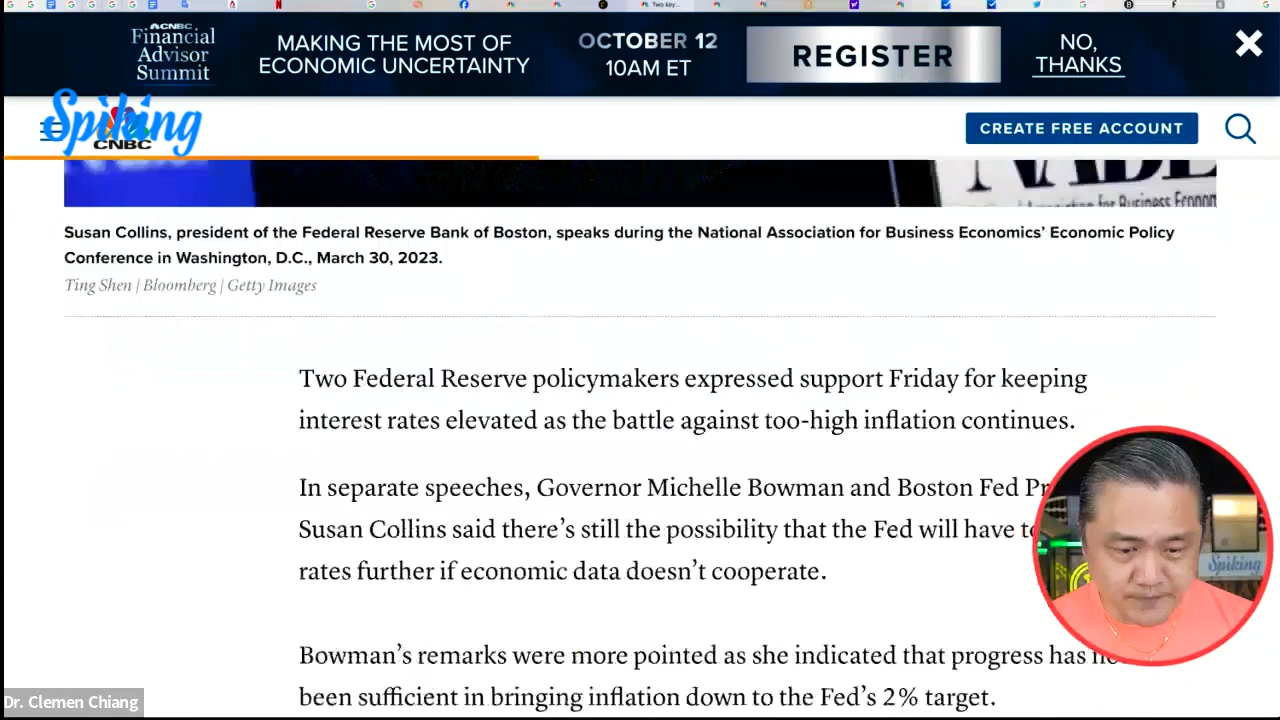 Two key...
CNBC
Financial
Advisor
Summit
MAKING THE MOST OF
ECONOMIC UNCERTAINTY
OCTOBER 12
10AM ET
REGISTER
NO,
THANKS
Spiking
CNBC
CREATE FREE ACCOUNT
Susan Collins, president of the Federal Reserve Bank of Boston, speaks during the National Association for Business Economics’ Economic Policy
Conference in Washington, D.C., March 30, 2023.
Ting Shen | Bloomberg | Getty Images
Two Federal Reserve policymakers expressed support Friday for keeping
interest rates elevated as the battle against too-high inflation continues.
In separate speeches, Governor Michelle Bowman and Boston Fed
Susan Collins said there’s still the possibility that the Fed will have
rates further if economic data doesn’t cooperate.
Spiking
Bowman’s remarks were more pointed as she indicated that progress has
been sufficient in bringing inflation down to the Fed’s 2% target.
Dr. Clemen Chiang